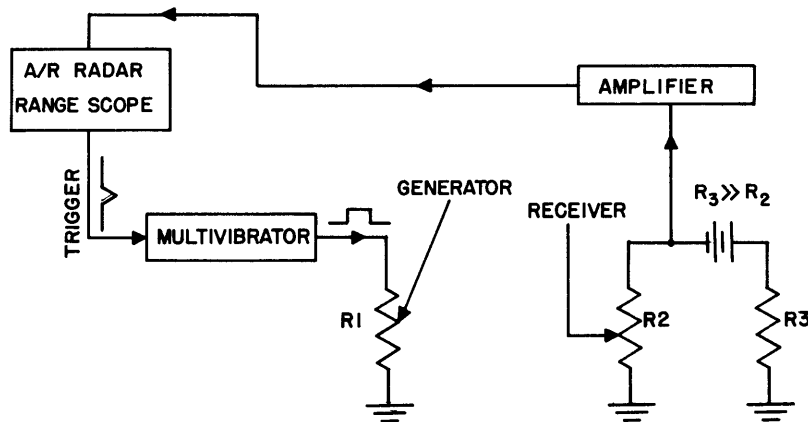 A/R RADAR
RANGE SCOPE
AMPLIFIER
TRIGGER
MULTIVIBRATOR
GENERATOR
RECEIVER
R₃ ≫ R₂
R1
R2
R3